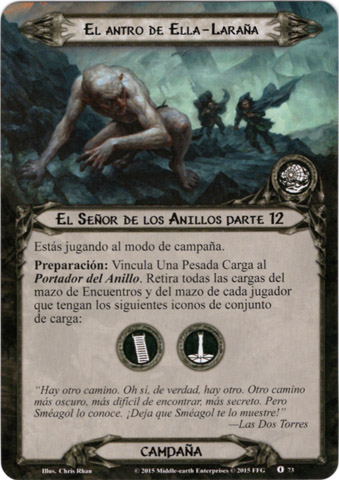 El antro de Ella-Laraña
El Señor de los Anillos parte 12
Estás jugando al modo de campaña.
Preparación: Vincula Una Pesada Carga al
Portador del Anillo. Retira todas las cargas del
mazo de Encuentros y del mazo de cada jugador
que tengan los siguientes iconos de conjunto
de carga:
“Hay otro camino. Oh sí, de verdad, hay otro. Otro camino
más oscuro, más difícil de encontrar, más secreto. Pero
Sméagol lo conoce. ¡Deja que Sméagol te lo muestre!”
—Las Dos Torres
CAMPAÑA
Illus. Chris Rhan
© 2015 Middle-earth Enterprises © 2015 FFG
73